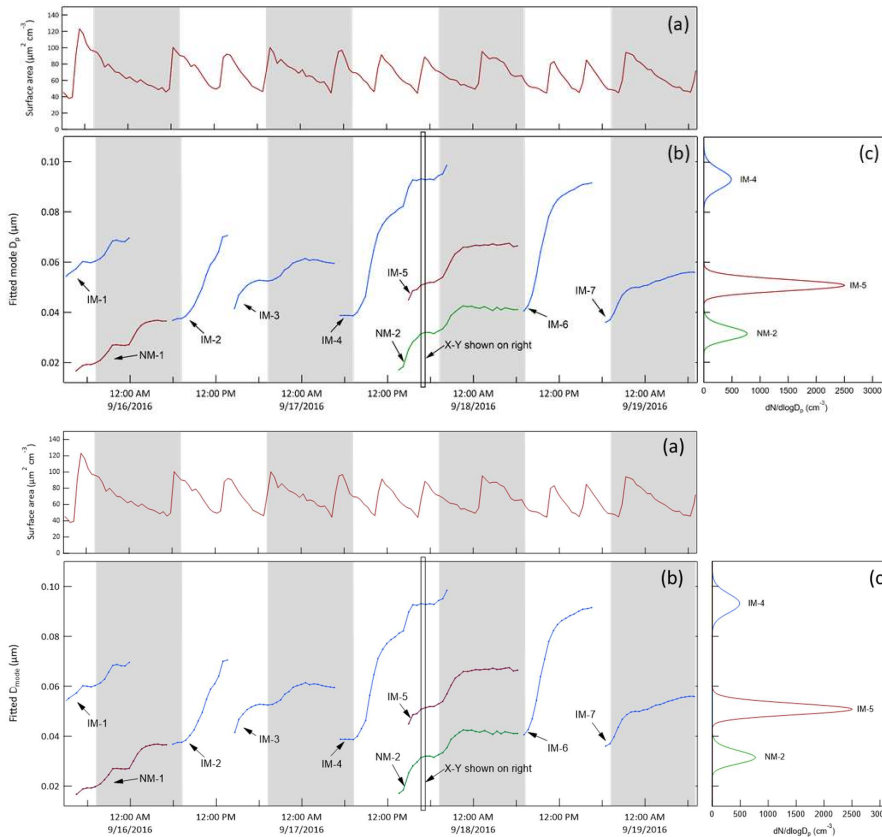 (a)
Surface area (µm² cm⁻³)
140
120
100
80
60
40
20
0
(b)
Fitted mode Dp (µm)
0.10
0.08
0.06
0.04
0.02
IM-1
NM-1
IM-2
IM-3
IM-4
IM-5
NM-2
X-Y shown on right
IM-6
IM-7
12:00 AM 12:00 PM 12:00 AM 12:00 PM 12:00 AM 12:00 PM 12:00 AM
9/16/2016 9/17/2016 9/18/2016 9/19/2016
(c)
IM-4
IM-5
NM-2
0 500 1000 1500 2000 2500 3000
dN/dlogDp (cm⁻³)
(a)
Surface area (µm² cm⁻³)
140
120
100
80
60
40
20
0
(b)
Fitted Dmode (µm)
0.10
0.08
0.06
0.04
0.02
IM-1
NM-1
IM-2
IM-3
IM-4
IM-5
NM-2
X-Y shown on right
IM-6
IM-7
12:00 AM 12:00 PM 12:00 AM 12:00 PM 12:00 AM 12:00 PM 12:00 AM
9/16/2016 9/17/2016 9/18/2016 9/19/2016
IM-4
IM-5
NM-2
0 500 1000 1500 2000 2500
dN/dlogDp (cm⁻³)